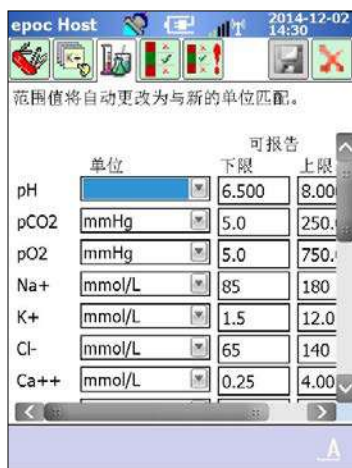 epoc Host 2014-12-02
14:30
范围值将自动更改为与新的单位匹配。
可报告
单位 下限 上限
pH 6.500 8.00
pCO2 mmHg 5.0 250.
pO2 mmHg 5.0 750.
Na+ mmol/L 85 180
K+ mmol/L 1.5 12.0
Cl- mmol/L 65 140
Ca++ mmol/L 0.25 4.00
A